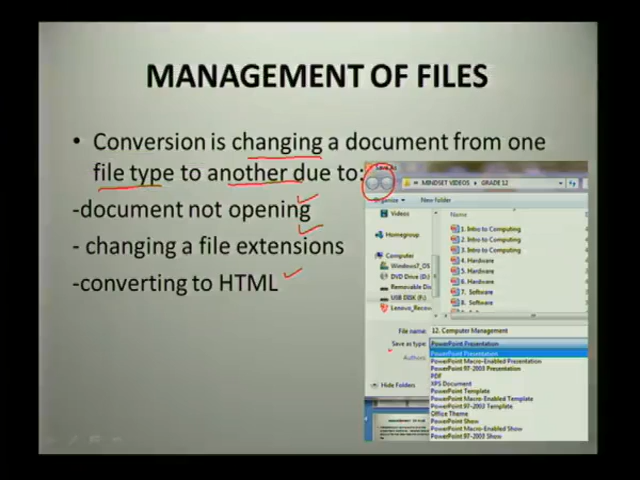 MANAGEMENT OF FILES
• Conversion is changing a document from one
file type to another due to:
-document not opening
- changing a file extensions
-converting to HTML
Save As
MINDSET VIDEOS ▸ GRADE 12
Organize New Folder
Videos
Homegroup
Computer
Windows7_OS
DVD Drive (D:)
Removable Di
USB DISK (F:)
Lenovo_Recov
Name
1. Intro to Computing
2. Intro to Computing
3. Intro to Computing
4. Hardware
5. Hardware
6. Hardware
7. Software
8. Software
File name: 12. Computer Management
Save as type: PowerPoint Presentation
Authors:
PowerPoint Presentation
PowerPoint Macro-Enabled Presentation
PowerPoint 97-2003 Presentation
PDF
XPS Document
PowerPoint Template
PowerPoint Macro-Enabled Template
PowerPoint 97-2003 Template
Office Theme
PowerPoint Show
PowerPoint Macro-Enabled Show
PowerPoint 97-2003 Show
Hide Folders